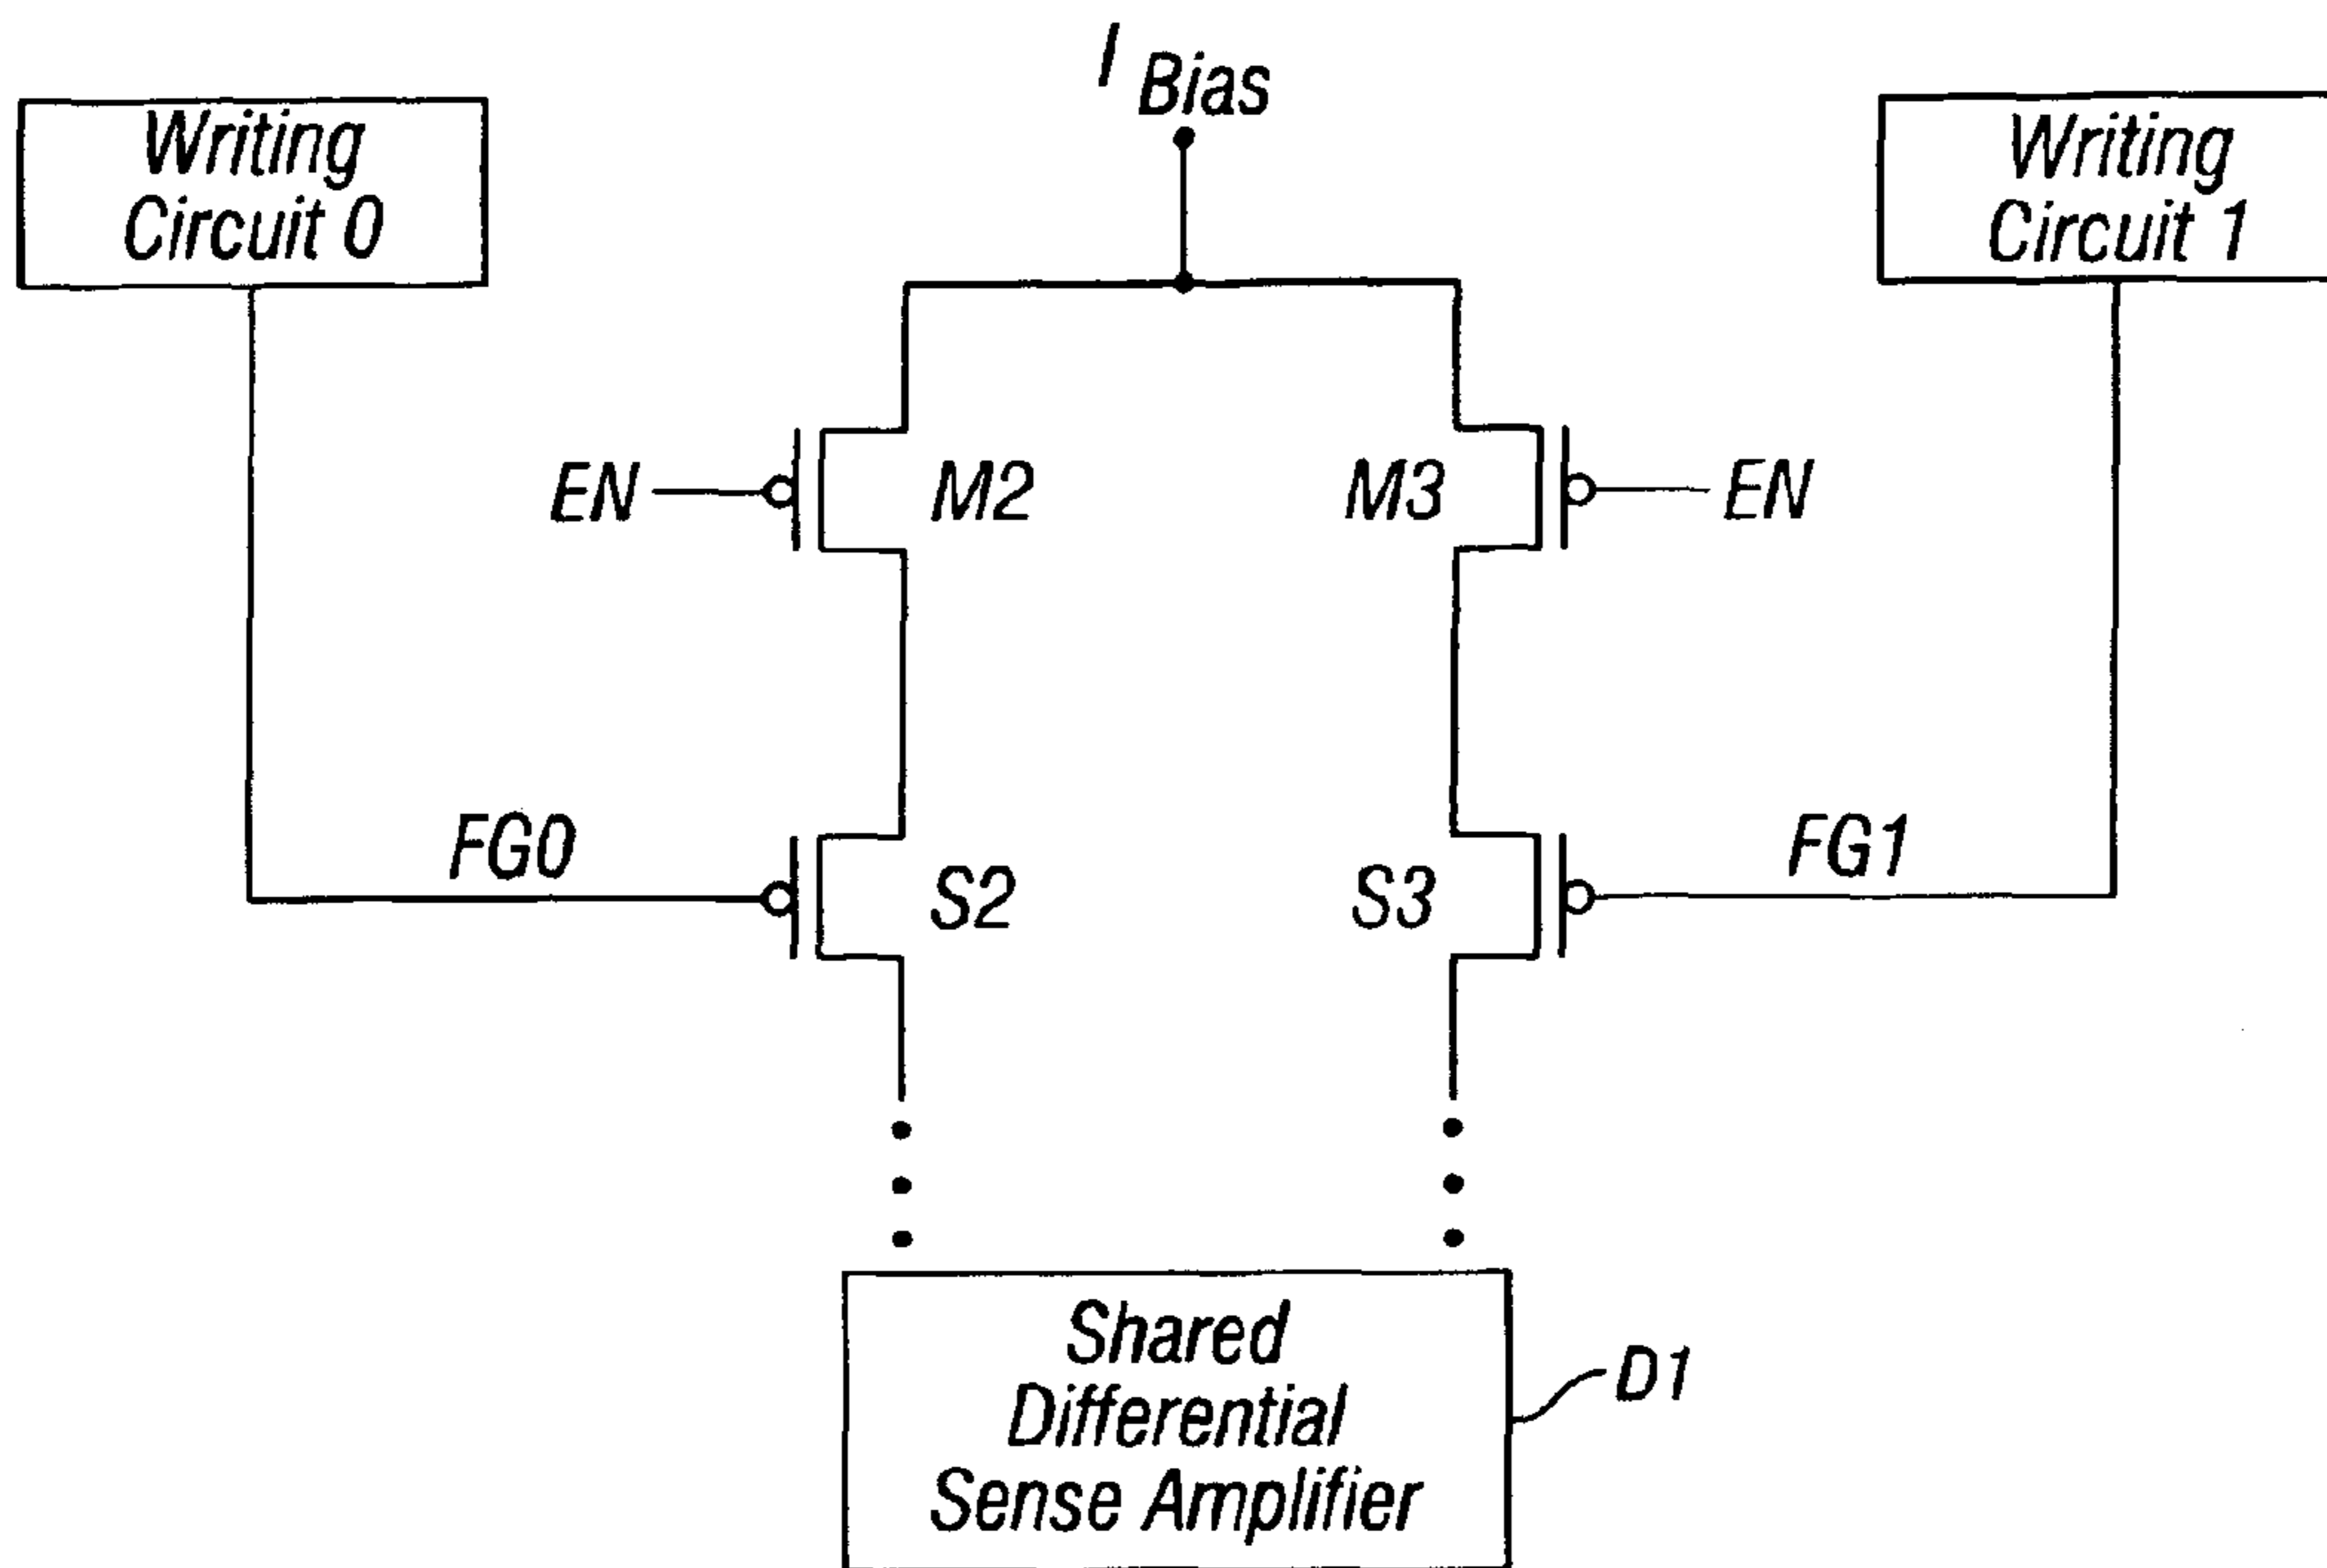 I Bias
Writing
Circuit 0
Writing
Circuit 1
EN
M2
M3
EN
FG0
S2
S3
FG1
Shared
Differential
Sense Amplifier
D1